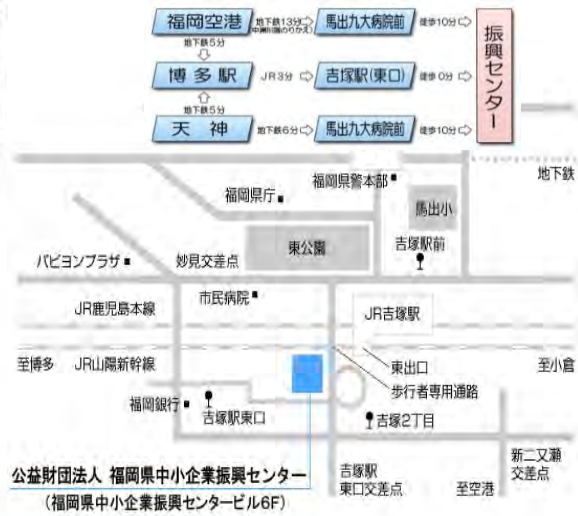 福岡空港 地下鉄13分 (中洲川端のりかえ) 馬出九大病院前 徒歩10分
地下鉄5分
博多駅 JR3分 吉塚駅(東口) 徒歩0分
地下鉄5分
天神 地下鉄6分 馬出九大病院前 徒歩10分
振興センター
地下鉄
福岡県警本部
福岡県庁
馬出小
東公園
吉塚駅前
パピヨンプラザ
妙見交差点
市民病院
JR鹿児島本線
JR吉塚駅
至博多
JR山陽新幹線
東出口
至小倉
歩行者専用通路
福岡銀行
吉塚駅東口
吉塚2丁目
公益財団法人 福岡県中小企業振興センター
(福岡県中小企業振興センタービル6F)
吉塚駅
東口交差点
至空港
新二又瀬
交差点